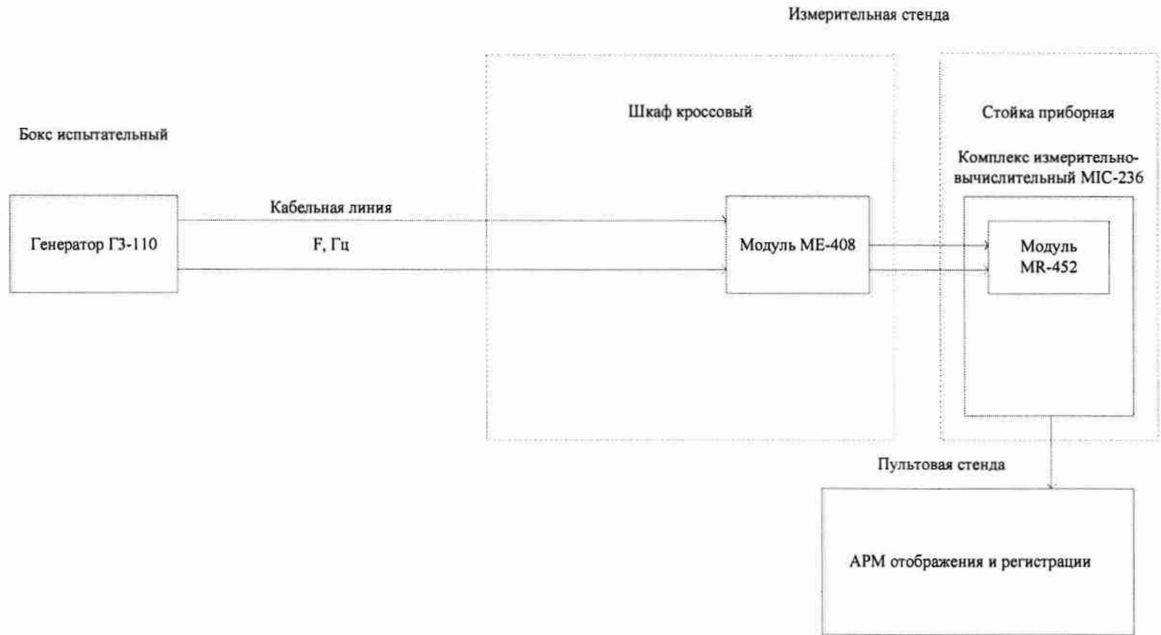 Измерительная стенда
Шкаф кроссовый
Стойка приборная
Бокс испытательный
Комплекс измерительно-
вычислительный MIC-236
Кабельная линия
Генератор ГЗ-110
F, Гц
Модуль ME-408
Модуль
MR-452
Пультовая стенда
АРМ отображения и регистрации